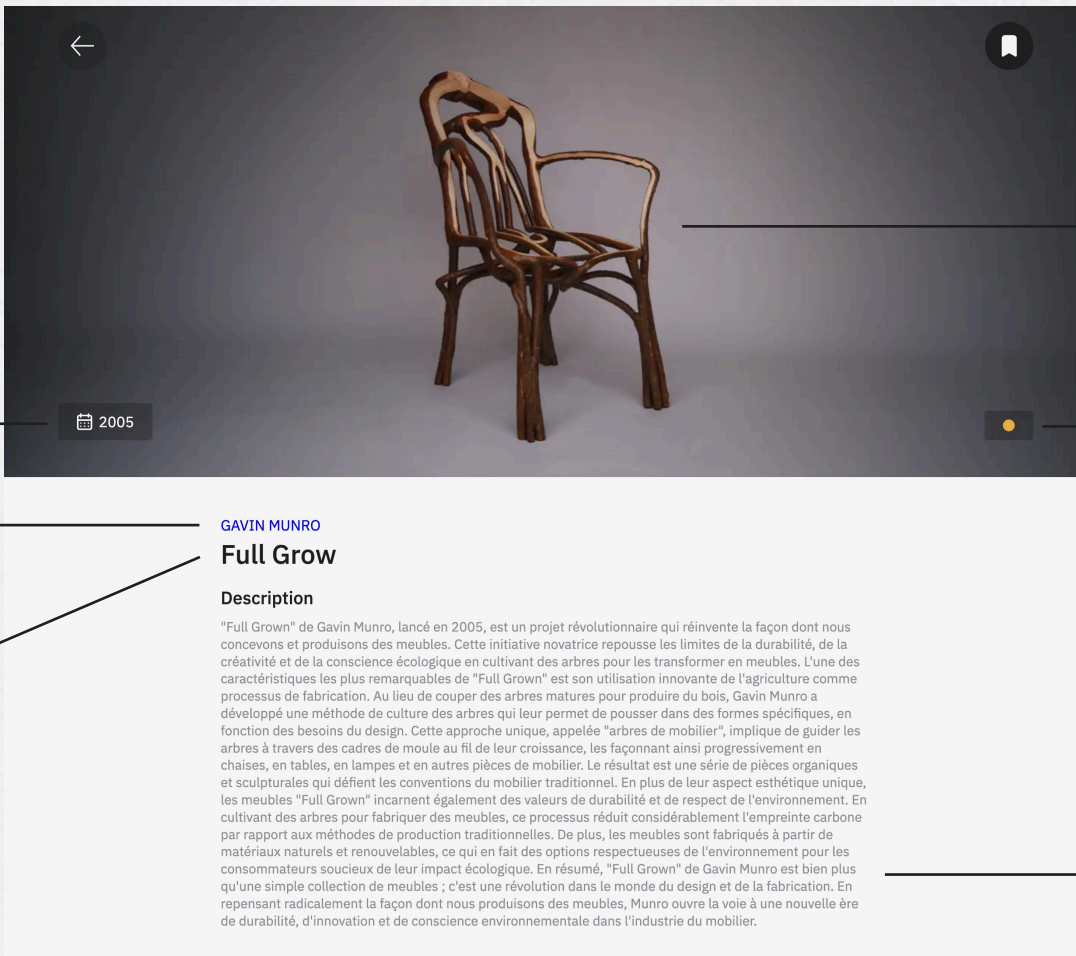 2005
GAVIN MUNRO
Full Grow
Description
"Full Grown" de Gavin Munro, lancé en 2005, est un projet révolutionnaire qui réinvente la façon dont nous
concevons et produisons des meubles. Cette initiative novatrice repousse les limites de la durabilité, de la
créativité et de la conscience écologique en cultivant des arbres pour les transformer en meubles. L'une des
caractéristiques les plus remarquables de "Full Grown" est son utilisation innovante de l'agriculture comme
processus de fabrication. Au lieu de couper des arbres matures pour produire du bois, Gavin Munro a
développé une méthode de culture des arbres qui leur permet de pousser dans des formes spécifiques, en
fonction des besoins du design. Cette approche unique, appelée "arbres de mobilier", implique de guider les
arbres à travers des cadres de moule au fil de leur croissance, les façonnant ainsi progressivement en
chaises, en tables, en lampes et en autres pièces de mobilier. Le résultat est une série de pièces organiques
et sculpturales qui défient les conventions du mobilier traditionnel. En plus de leur aspect esthétique unique,
les meubles "Full Grown" incarnent également des valeurs de durabilité et de respect de l'environnement. En
cultivant des arbres pour fabriquer des meubles, ce processus réduit considérablement l'empreinte carbone
par rapport aux méthodes de production traditionnelles. De plus, les meubles sont fabriqués à partir de
matériaux naturels et renouvelables, ce qui en fait des options respectueuses de l'environnement pour les
consommateurs soucieux de leur impact écologique. En résumé, "Full Grown" de Gavin Munro est bien plus
qu'une simple collection de meubles ; c'est une révolution dans le monde du design et de la fabrication. En
repensant radicalement la façon dont nous produisons des meubles, Munro ouvre la voie à une nouvelle ère
de durabilité, d'innovation et de conscience environnementale dans l'industrie du mobilier.